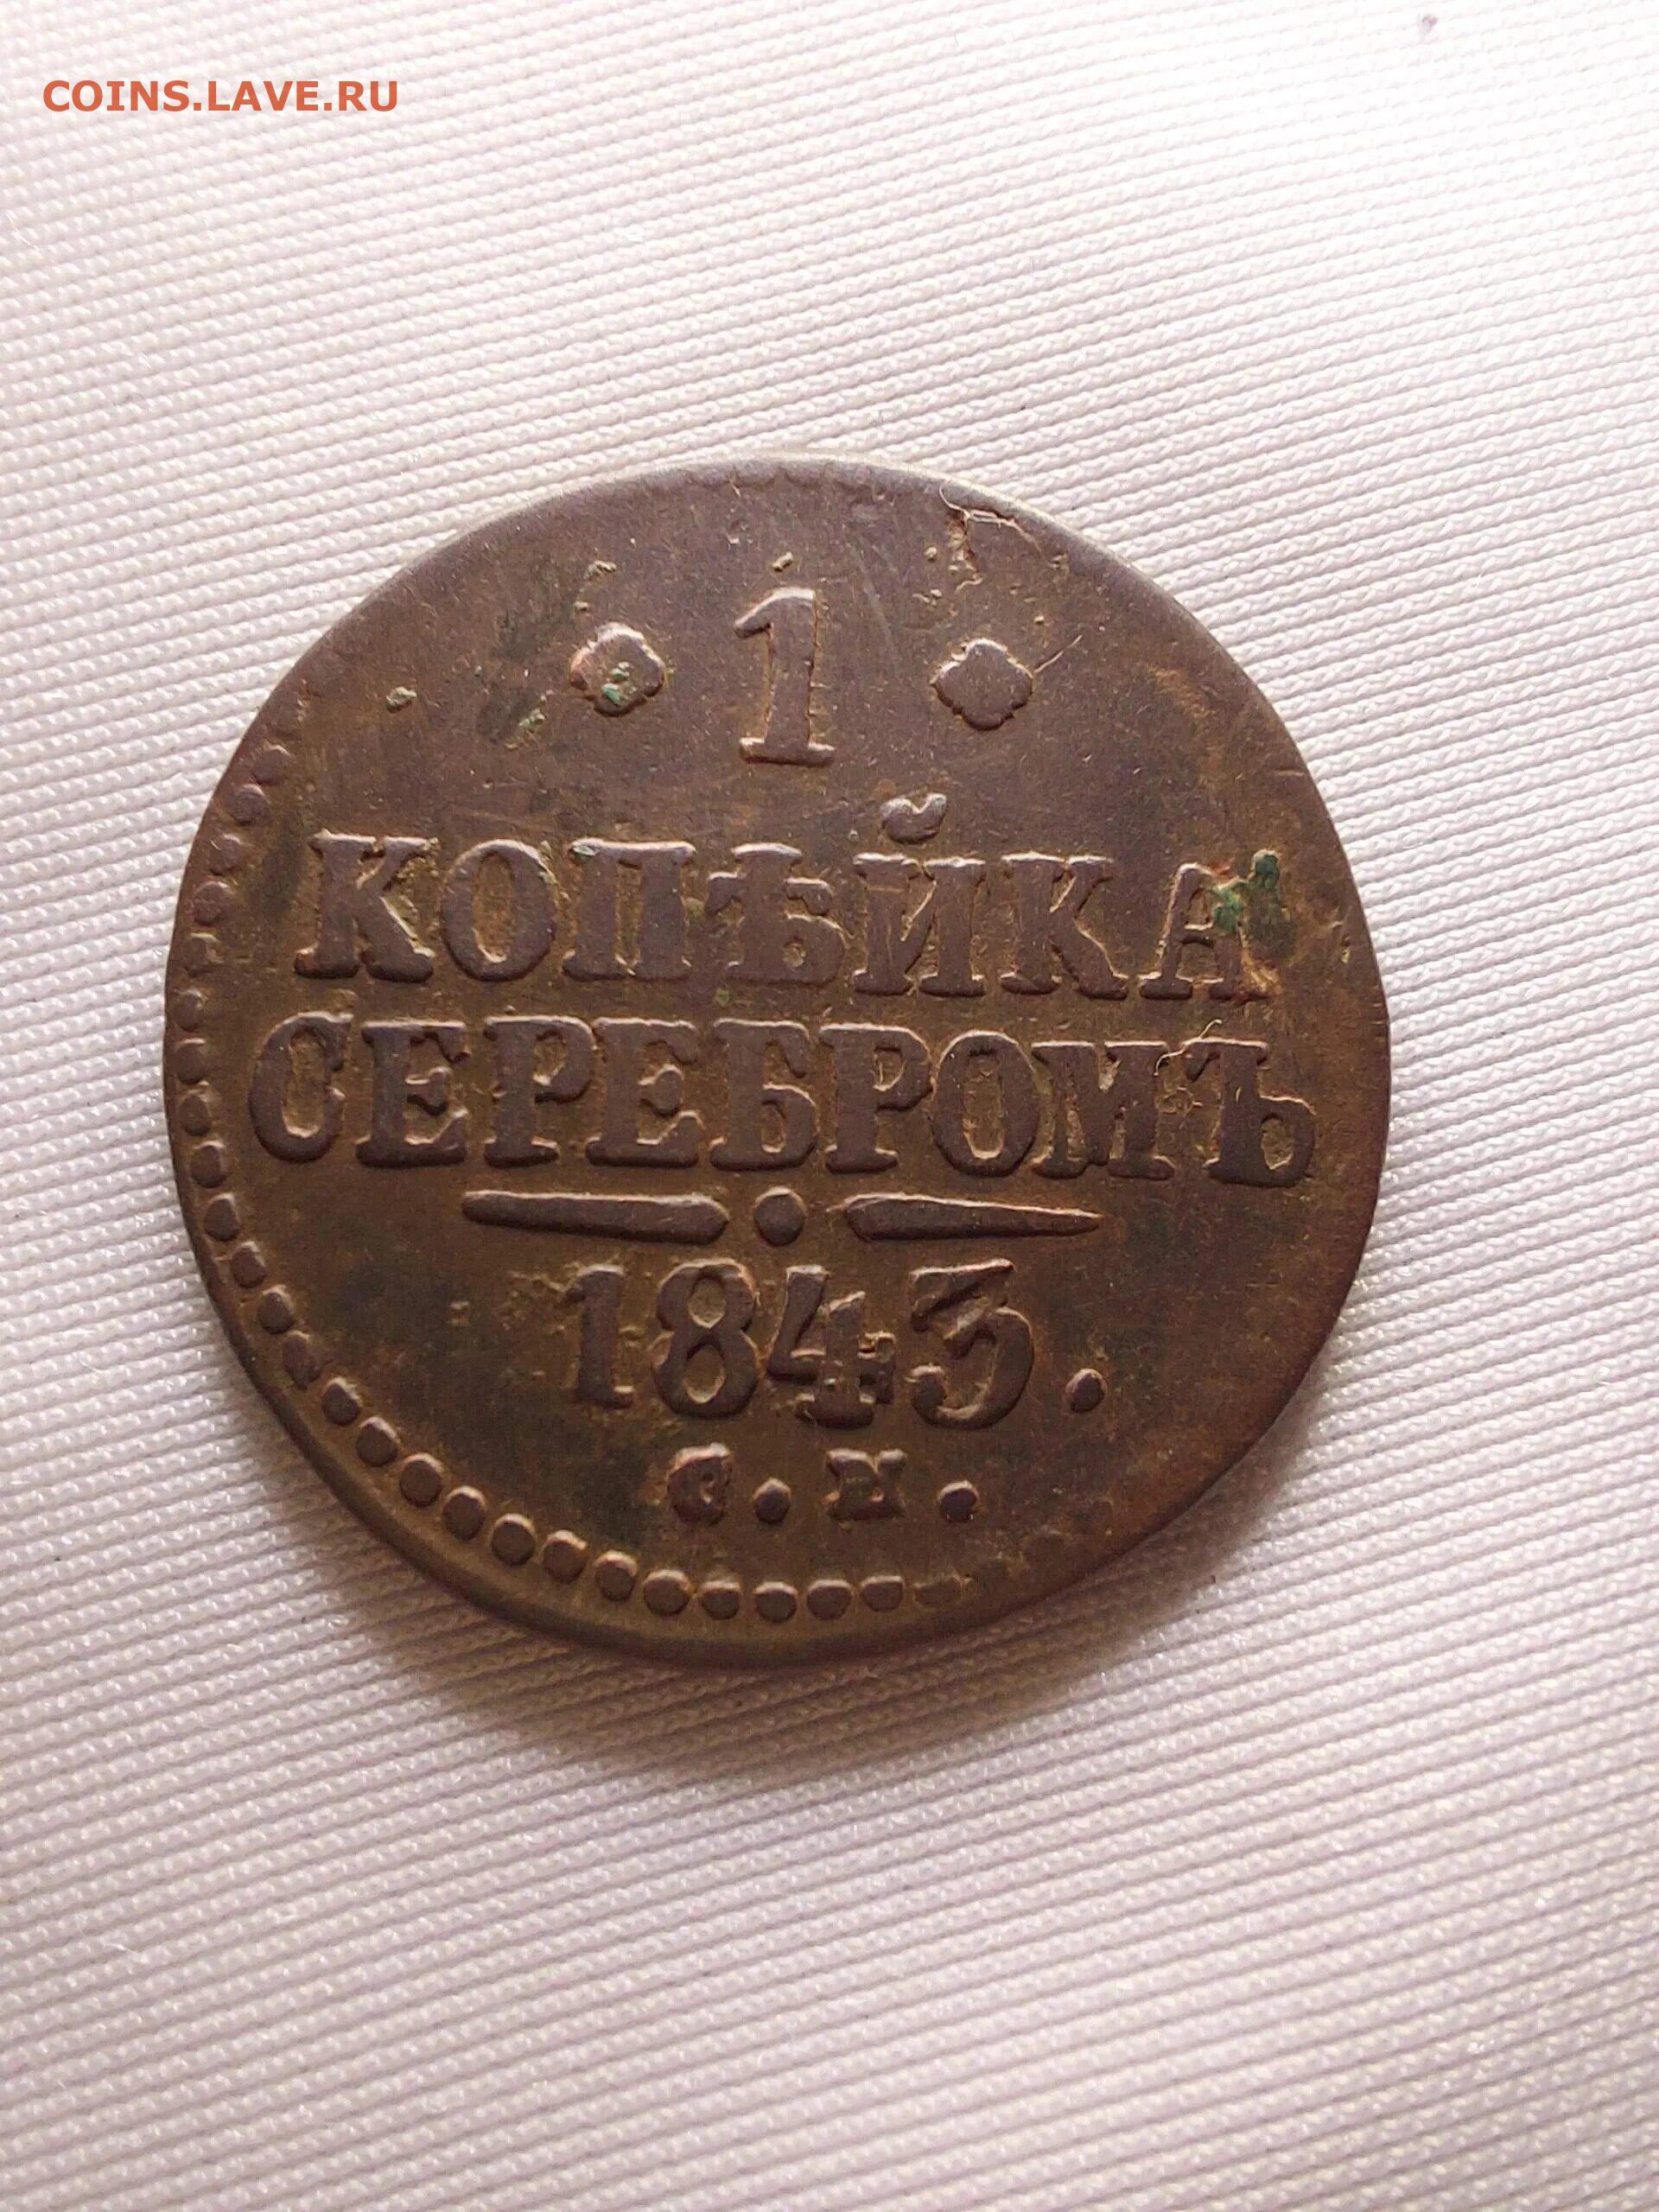 COINS.LAVE.RU
1
КОПѢЙКА
СЕРЕБРОМЪ
1843.
С.М.